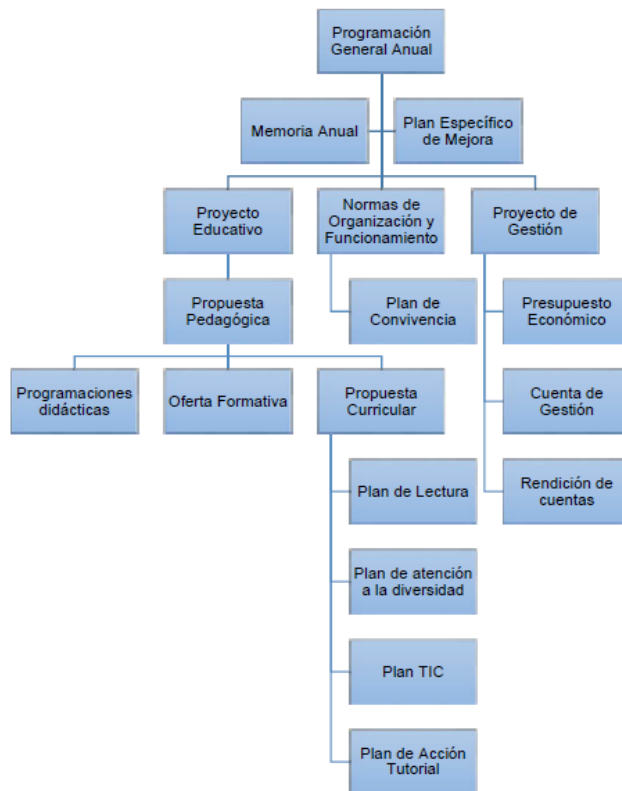 Programación
General Anual
Memoria Anual
Plan Específico
de Mejora
Proyecto
Educativo
Normas de
Organización y
Funcionamiento
Proyecto de
Gestión
Propuesta
Pedagógica
Plan de
Convivencia
Presupuesto
Económico
Programaciones
didácticas
Oferta Formativa
Propuesta
Curricular
Cuenta de
Gestión
Plan de Lectura
Rendición de
cuentas
Plan de atención
a la diversidad
Plan TIC
Plan de Acción
Tutorial